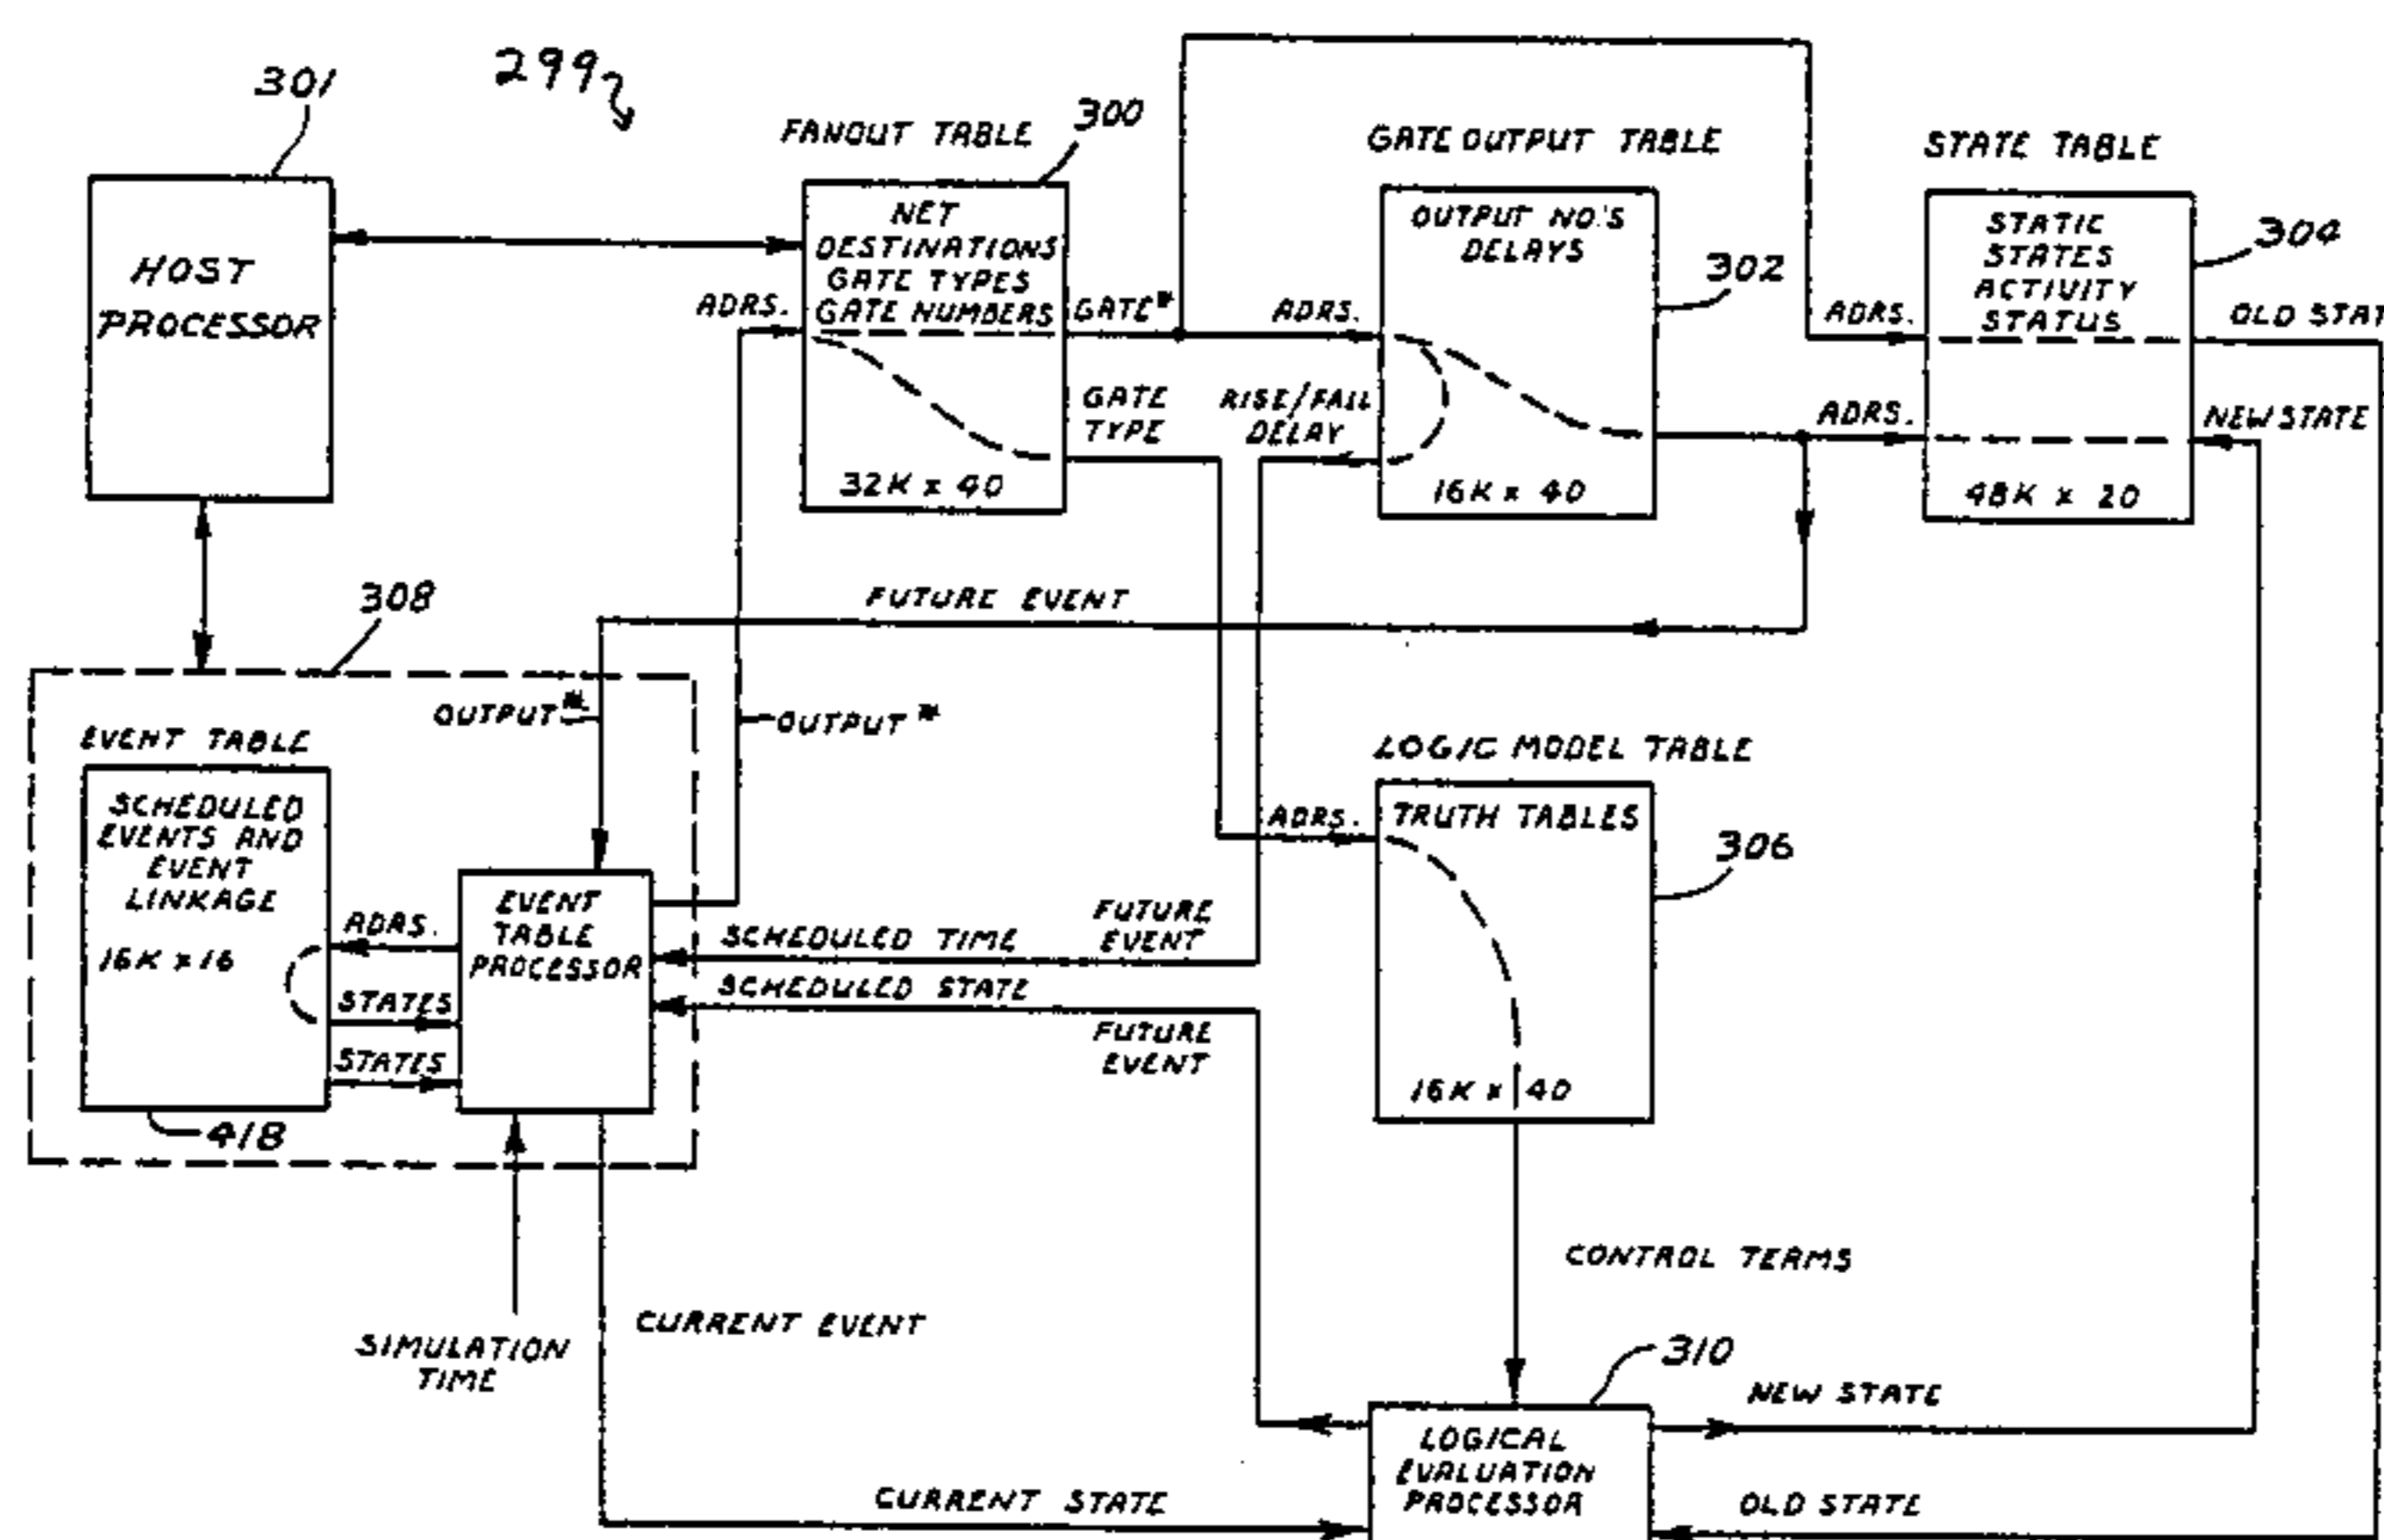 299
301
HOST
PROCESSOR
FANOUT TABLE
300
NET
DESTINATIONS
GATE TYPES
GATE NUMBERS
32K x 40
ADRS.
GATE#
GATE
TYPE
GATE OUTPUT TABLE
OUTPUT NO.'S
DELAYS
16K x 40
302
ADRS.
RISE/FALL
DELAY
STATE TABLE
STATIC
STATES
ACTIVITY
STATUS
48K x 20
304
ADRS.
ADRS.
OLD STAT
NEW STATE
FUTURE EVENT
308
OUTPUT#
OUTPUT#
EVENT TABLE
SCHEDULED
EVENTS AND
EVENT
LINKAGE
16K x 16
418
ADRS.
STATES
STATES
EVENT
TABLE
PROCESSOR
SCHEDULED TIME
FUTURE
EVENT
SCHEDULED STATE
FUTURE
EVENT
LOGIC MODEL TABLE
ADRS.
TRUTH TABLES
16K x 40
306
CONTROL TERMS
SIMULATION
TIME
CURRENT EVENT
CURRENT STATE
310
LOGICAL
EVALUATION
PROCESSOR
NEW STATE
OLD STATE